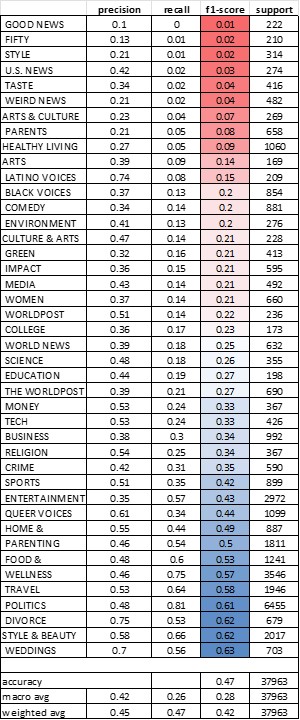 precision recall f1-score support
GOOD NEWS 0.1 0 0.01 222
FIFTY 0.13 0.01 0.02 210
STYLE 0.21 0.01 0.02 314
U.S. NEWS 0.42 0.02 0.03 274
TASTE 0.34 0.02 0.04 416
WEIRD NEWS 0.21 0.02 0.04 482
ARTS & CULTURE 0.23 0.04 0.07 269
PARENTS 0.21 0.05 0.08 658
HEALTHY LIVING 0.27 0.05 0.09 1060
ARTS 0.39 0.09 0.14 169
LATINO VOICES 0.74 0.08 0.15 209
BLACK VOICES 0.37 0.13 0.2 854
COMEDY 0.34 0.14 0.2 881
ENVIRONMENT 0.41 0.13 0.2 276
CULTURE & ARTS 0.47 0.14 0.21 228
GREEN 0.32 0.16 0.21 413
IMPACT 0.36 0.15 0.21 595
MEDIA 0.43 0.14 0.21 492
WOMEN 0.37 0.14 0.21 660
WORLDPOST 0.51 0.14 0.22 236
COLLEGE 0.36 0.17 0.23 173
WORLD NEWS 0.39 0.18 0.25 632
SCIENCE 0.48 0.18 0.26 355
EDUCATION 0.44 0.19 0.27 198
THE WORLDPOST 0.39 0.21 0.27 690
MONEY 0.53 0.24 0.33 367
TECH 0.53 0.24 0.33 426
BUSINESS 0.38 0.3 0.34 992
RELIGION 0.54 0.25 0.34 367
CRIME 0.42 0.31 0.35 590
SPORTS 0.51 0.35 0.42 899
ENTERTAINMENT 0.35 0.57 0.43 2972
QUEER VOICES 0.61 0.34 0.44 1099
HOME & 0.55 0.44 0.49 887
PARENTING 0.46 0.54 0.5 1811
FOOD & 0.48 0.6 0.53 1241
WELLNESS 0.46 0.75 0.57 3546
TRAVEL 0.53 0.64 0.58 1946
POLITICS 0.48 0.81 0.61 6455
DIVORCE 0.75 0.53 0.62 679
STYLE & BEAUTY 0.58 0.66 0.62 2017
WEDDINGS 0.7 0.56 0.63 703
accuracy 0.47 37963
macro avg 0.42 0.26 0.28 37963
weighted avg 0.45 0.47 0.42 37963